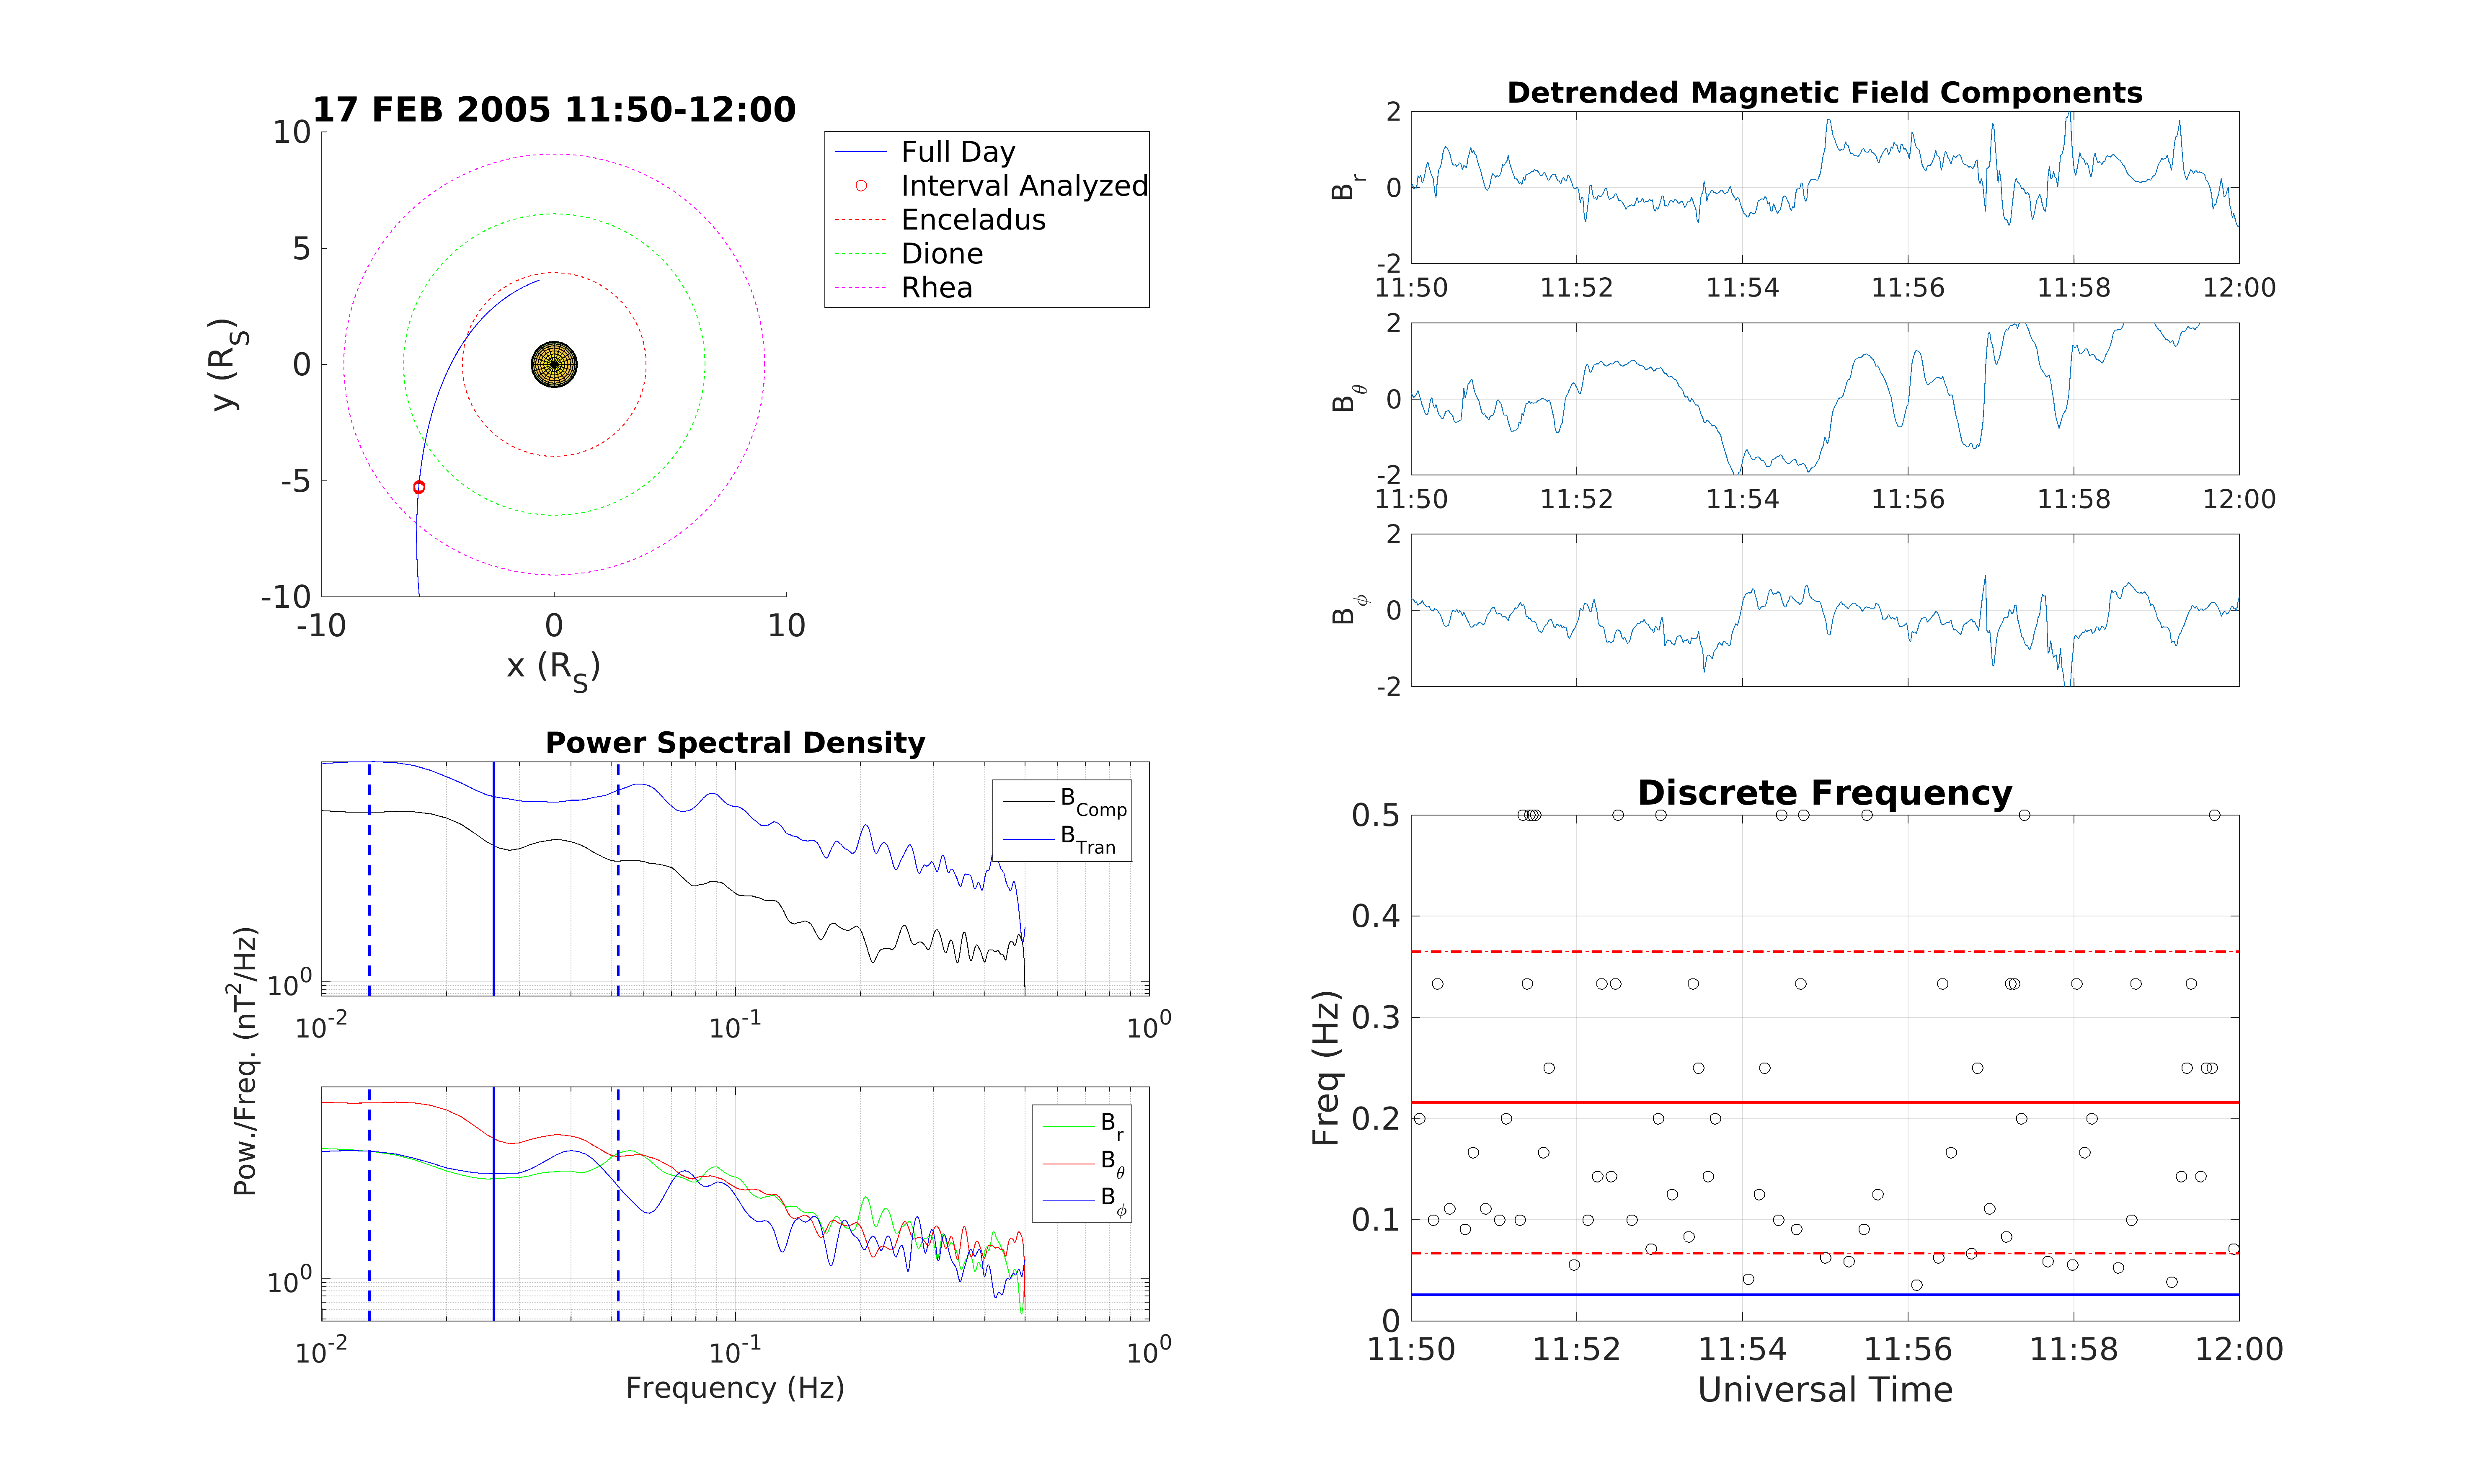 17 FEB 2005 11:50-12:00
10
5
0
-5
-10
-10 0 10
y (R_S)
x (R_S)
Full Day
Interval Analyzed
Enceladus
Dione
Rhea
Detrended Magnetic Field Components
B_r
2
0
-2
11:50 11:52 11:54 11:56 11:58 12:00
B_θ
2
0
-2
11:50 11:52 11:54 11:56 11:58 12:00
B_ϕ
2
0
-2
Power Spectral Density
B_Comp
B_Tran
10^0
10^-2 10^-1 10^0
Pow./Freq. (nT^2/Hz)
B_r
B_θ
B_ϕ
10^0
10^-2 10^-1 10^0
Frequency (Hz)
Discrete Frequency
0.5
0.4
0.3
0.2
0.1
0
Freq (Hz)
11:50 11:52 11:54 11:56 11:58 12:00
Universal Time